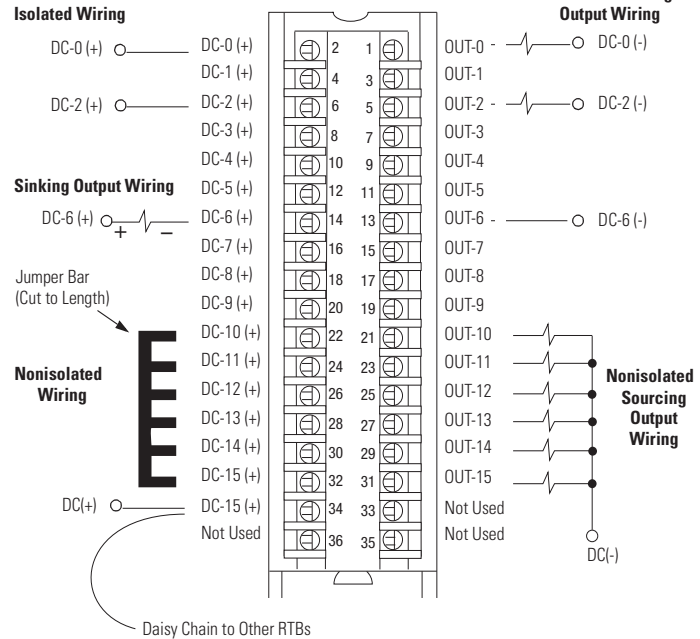 Isolated Wiring
Output Wiring
DC-0 (+) DC-0 (+) 2 1 OUT-0 DC-0 (-)
DC-1 (+) 4 3 OUT-1
DC-2 (+) DC-2 (+) 6 5 OUT-2 DC-2 (-)
DC-3 (+) 8 7 OUT-3
DC-4 (+) 10 9 OUT-4
Sinking Output Wiring
DC-5 (+) 12 11 OUT-5
DC-6 (+) + – DC-6 (+) 14 13 OUT-6 DC-6 (-)
DC-7 (+) 16 15 OUT-7
Jumper Bar
(Cut to Length)
DC-8 (+) 18 17 OUT-8
DC-9 (+) 20 19 OUT-9
DC-10 (+) 22 21 OUT-10
DC-11 (+) 24 23 OUT-11
Nonisolated
Wiring
DC-12 (+) 26 25 OUT-12
DC-13 (+) 28 27 OUT-13
DC-14 (+) 30 29 OUT-14
DC-15 (+) 32 31 OUT-15
Nonisolated
Sourcing
Output
Wiring
DC(+) DC-15 (+) 34 33 Not Used
Not Used 36 35 Not Used
DC(-)
Daisy Chain to Other RTBs